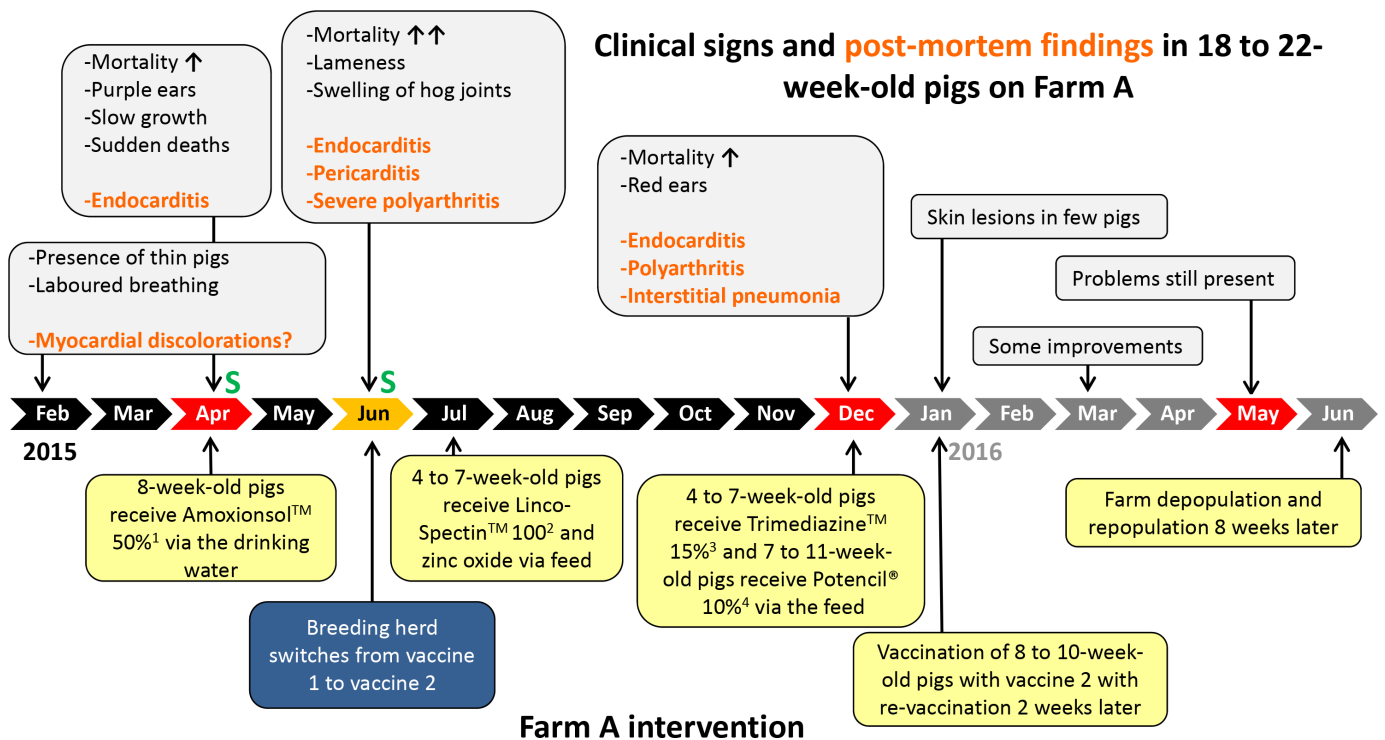 Clinical signs and post-mortem findings in 18 to 22-
week-old pigs on Farm A
-Mortality ↑
-Purple ears
-Slow growth
-Sudden deaths
-Endocarditis
-Presence of thin pigs
-Laboured breathing
-Myocardial discolorations?
-Mortality ↑↑
-Lameness
-Swelling of hog joints
-Endocarditis
-Pericarditis
-Severe polyarthritis
-Mortality ↑
-Red ears
-Endocarditis
-Polyarthritis
-Interstitial pneumonia
Skin lesions in few pigs
Problems still present
Some improvements
S
S
Feb Mar Apr May Jun Jul Aug Sep Oct Nov Dec Jan Feb Mar Apr May Jun
2015
2016
8-week-old pigs
receive Amoxionsol™
50%¹ via the drinking
water
Breeding herd
switches from vaccine
1 to vaccine 2
4 to 7-week-old pigs
receive Linco-
Spectin™ 100² and
zinc oxide via feed
4 to 7-week-old pigs
receive Trimediazine™
15%³ and 7 to 11-week-
old pigs receive Potencil®
10%⁴ via the feed
Vaccination of 8 to 10-week-
old pigs with vaccine 2 with
re-vaccination 2 weeks later
Farm depopulation and
repopulation 8 weeks later
Farm A intervention